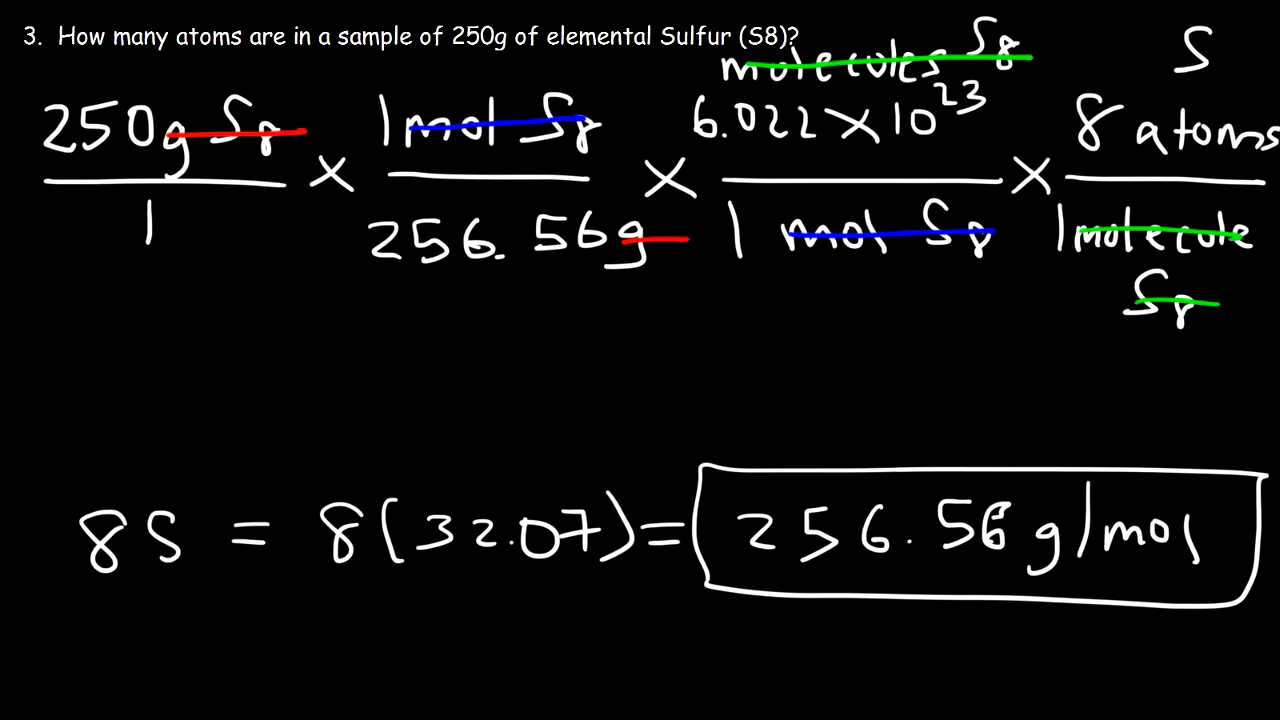 3. How many atoms are in a sample of 250g of elemental Sulfur (S8)?
molecules S8 S
250g S8 1 mol S8 6.022 × 10^23 8 atoms
× × ×
1 256.56g 1 mol S8 1 molecule
S8
8S = 8(32.07) = 256.56 g/mol